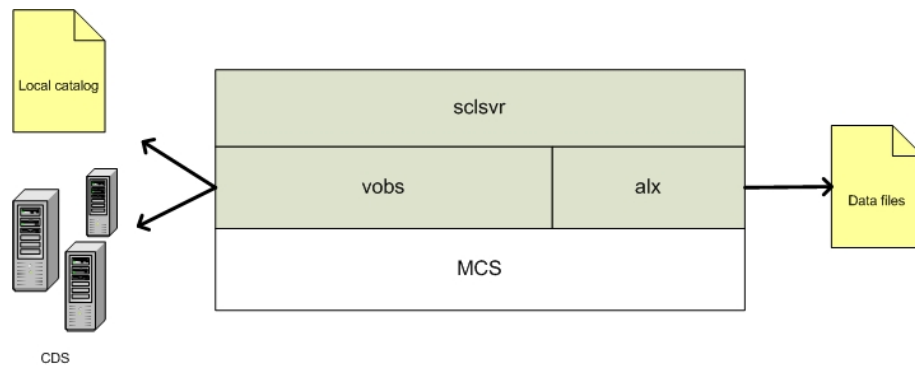 Local catalog
sclsvr
vobs
alx
Data files
MCS
CDS